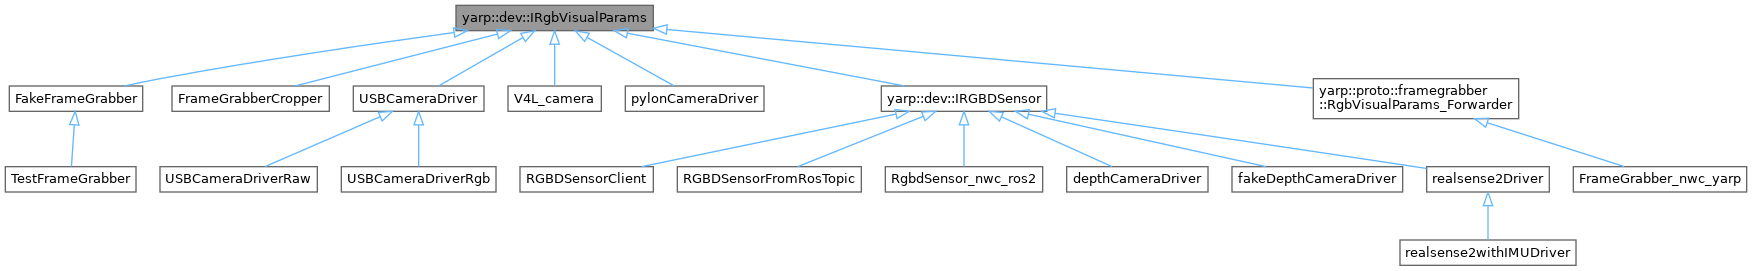 yarp::dev::IRgbVisualParams
FakeFrameGrabber
FrameGrabberCropper
USBCameraDriver
V4L_camera
pylonCameraDriver
yarp::dev::IRGBDSensor
yarp::proto::framegrabber
::RgbVisualParams_Forwarder
TestFrameGrabber
USBCameraDriverRaw
USBCameraDriverRgb
RGBDSensorClient
RGBDSensorFromRosTopic
RgbdSensor_nwc_ros2
depthCameraDriver
fakeDepthCameraDriver
realsense2Driver
FrameGrabber_nwc_yarp
realsense2withIMUDriver